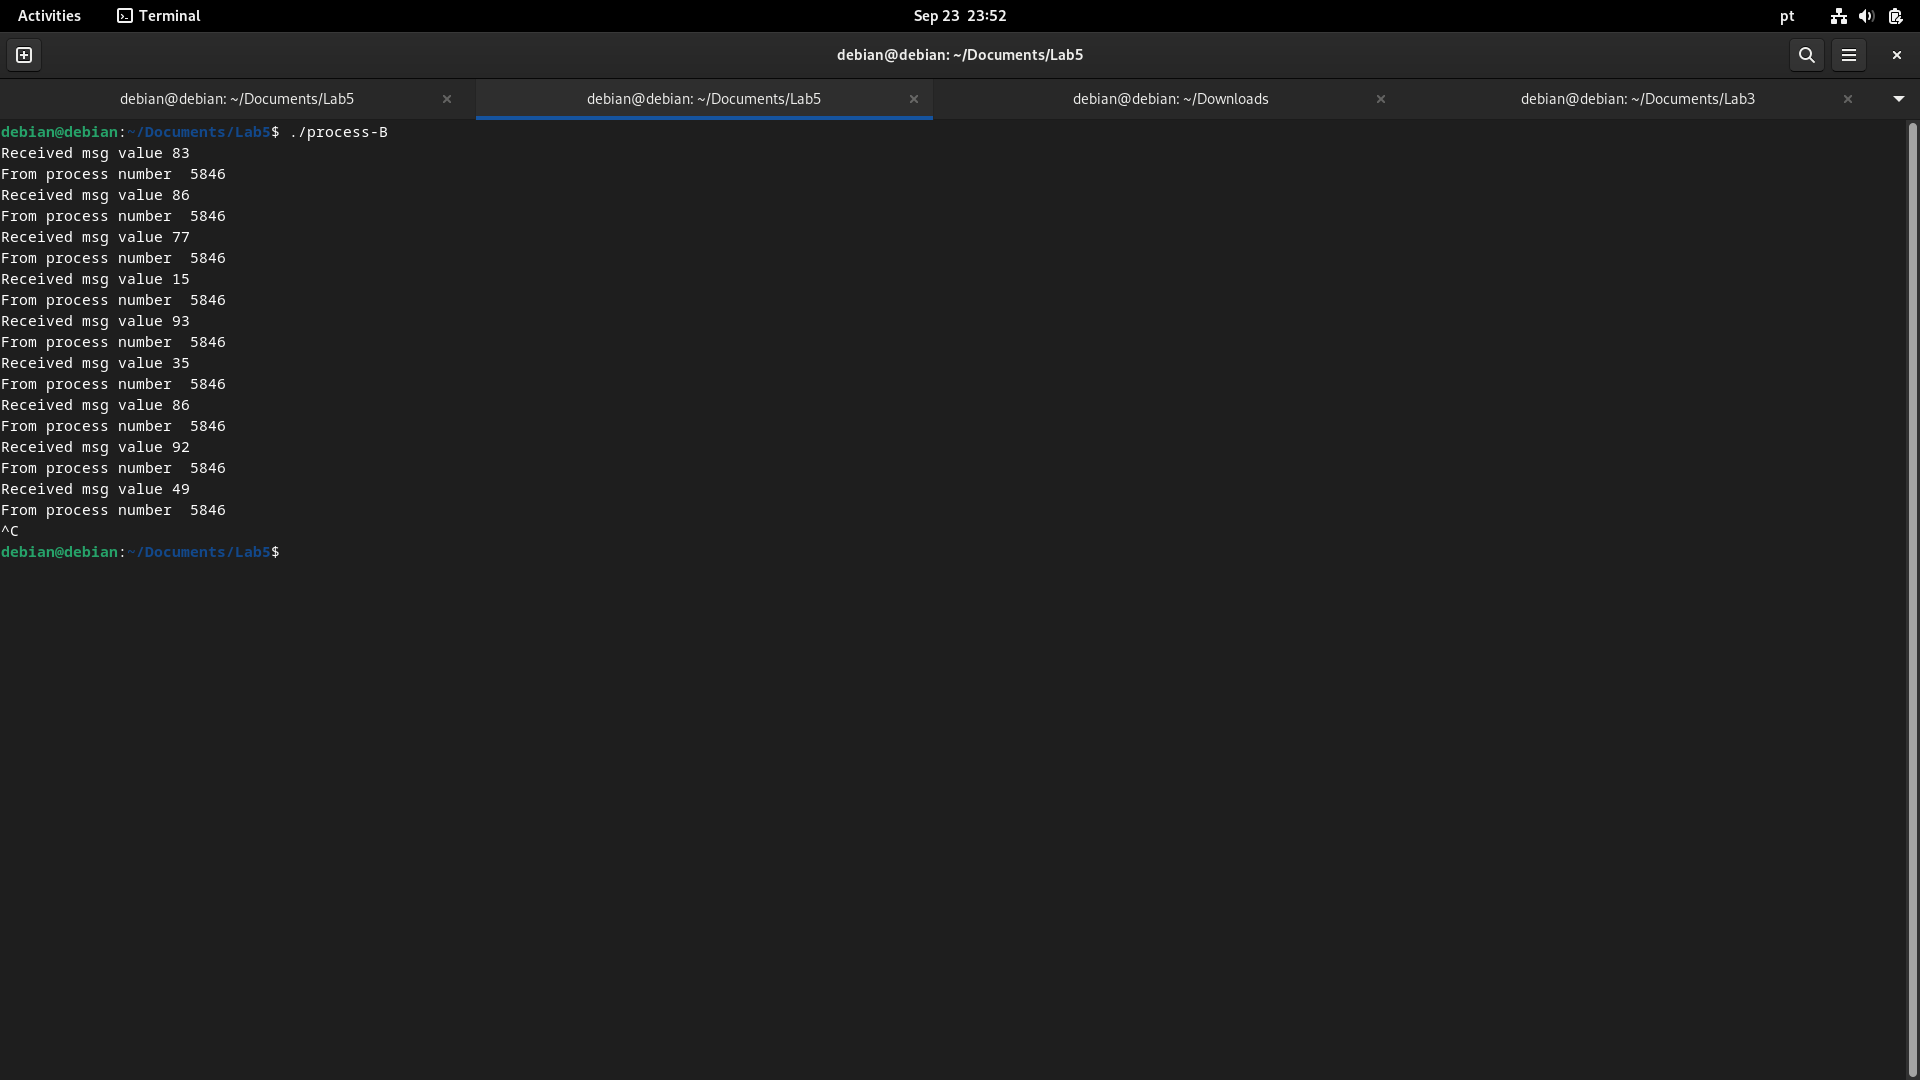 Activities Terminal Sep 23 23:52 pt
debian@debian: ~/Documents/Lab5
debian@debian: ~/Documents/Lab5 debian@debian: ~/Documents/Lab5 debian@debian: ~/Downloads debian@debian: ~/Documents/Lab3
debian@debian:~/Documents/Lab5$ ./process-B
Received msg value 83
From process number  5846
Received msg value 86
From process number  5846
Received msg value 77
From process number  5846
Received msg value 15
From process number  5846
Received msg value 93
From process number  5846
Received msg value 35
From process number  5846
Received msg value 86
From process number  5846
Received msg value 92
From process number  5846
Received msg value 49
From process number  5846
^C
debian@debian:~/Documents/Lab5$